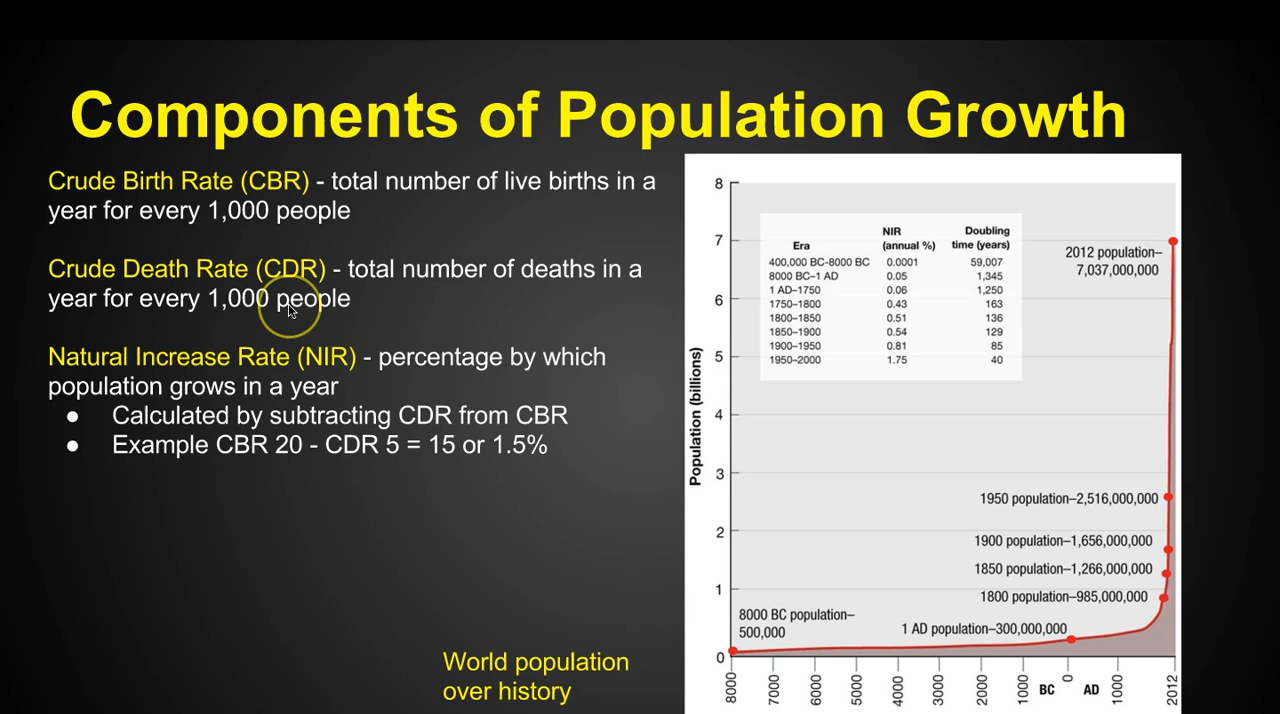 Components of Population Growth
Crude Birth Rate (CBR) - total number of live births in a
year for every 1,000 people
Crude Death Rate (CDR) - total number of deaths in a
year for every 1,000 people
Natural Increase Rate (NIR) - percentage by which
population grows in a year
● Calculated by subtracting CDR from CBR
● Example CBR 20 - CDR 5 = 15 or 1.5%
World population
over history
Population (billions)
8
7
6
5
4
3
2
1
0
Era NIR (annual %) Doubling time (years)
400,000 BC-8000 BC 0.0001 59,007
8000 BC–1 AD 0.05 1,345
1 AD–1750 0.06 1,250
1750–1800 0.43 163
1800–1850 0.51 136
1850–1900 0.54 129
1900–1950 0.81 85
1950–2000 1.75 40
2012 population–
7,037,000,000
1950 population–2,516,000,000
1900 population–1,656,000,000
1850 population–1,266,000,000
1800 population–985,000,000
8000 BC population–
500,000
1 AD population–300,000,000
8000 7000 6000 5000 4000 3000 2000 1000 BC 0 AD 1000 2012